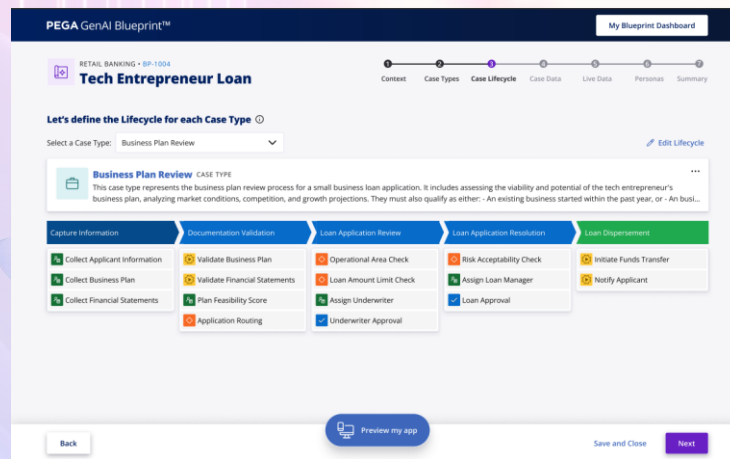 PEGA GenAI Blueprint™
My Blueprint Dashboard
RETAIL BANKING • BP-1004
Tech Entrepreneur Loan
1 2 3 4 5 6 7
Context Case Types Case Lifecycle Case Data Live Data Personas Summary
Let's define the Lifecycle for each Case Type
Select a Case Type: Business Plan Review
Edit Lifecycle
Business Plan Review CASE TYPE
This case type represents the business plan review process for a small business loan application. It includes assessing the viability and potential of the tech entrepreneur's
business plan, analyzing market conditions, competition, and growth projections. They must also qualify as either: - An existing business started within the past year, or - An busi...
Capture Information
Collect Applicant Information
Collect Business Plan
Collect Financial Statements
Documentation Validation
Validate Business Plan
Validate Financial Statements
Plan Feasibility Score
Application Routing
Loan Application Review
Operational Area Check
Loan Amount Limit Check
Assign Underwriter
Underwriter Approval
Loan Application Resolution
Risk Acceptability Check
Assign Loan Manager
Loan Approval
Loan Dispersement
Initiate Funds Transfer
Notify Applicant
Back
Preview my app
Save and Close
Next